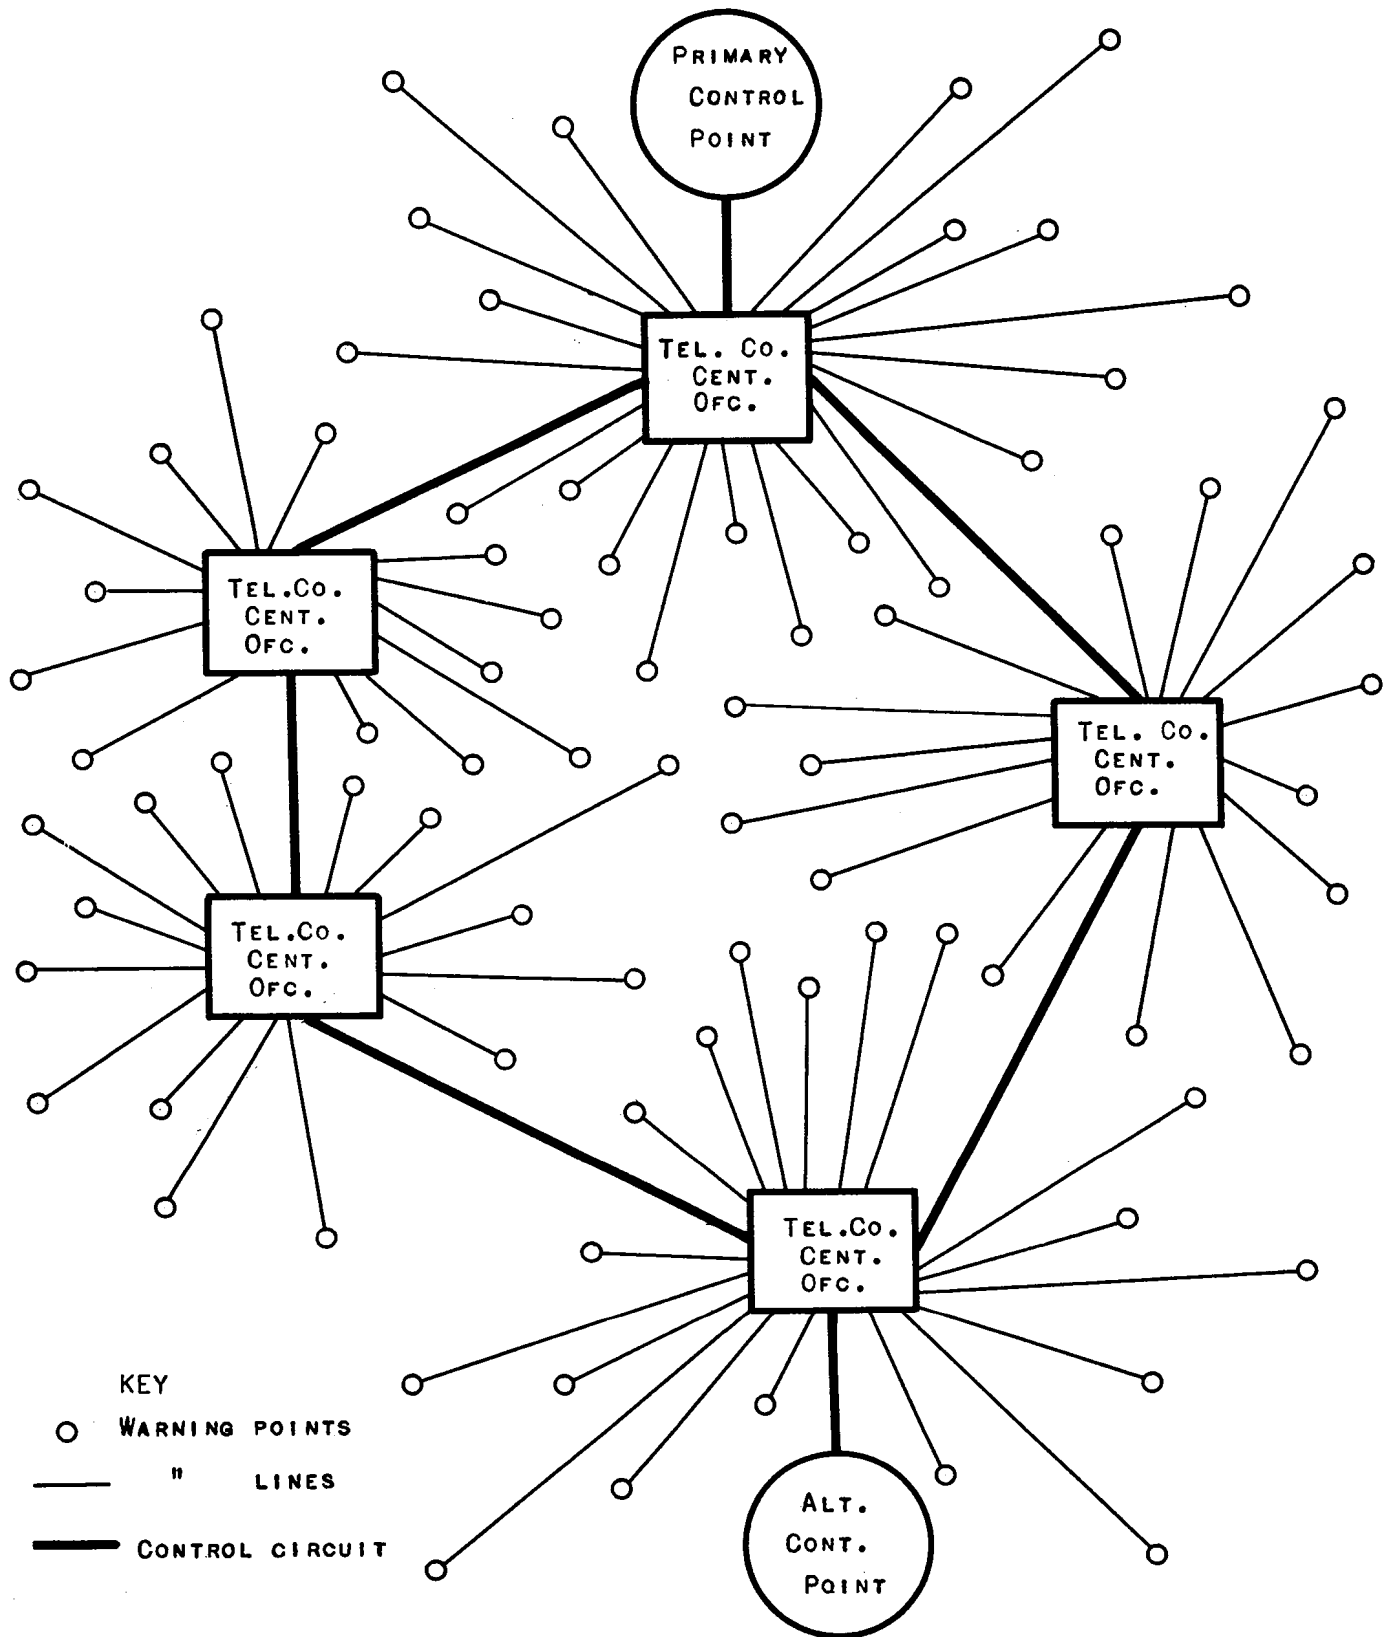 PRIMARY
CONTROL
POINT
TEL. CO.
CENT.
OFC.
TEL.CO.
CENT.
OFC.
TEL. CO.
CENT.
OFC.
TEL.CO.
CENT.
OFC.
TEL.CO.
CENT.
OFC.
KEY
WARNING POINTS
" LINES
CONTROL CIRCUIT
ALT.
CONT.
POINT